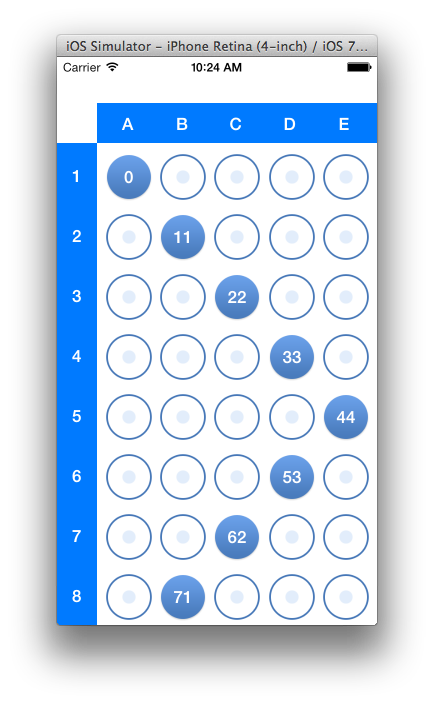 iOS Simulator – iPhone Retina (4-inch) / iOS 7...
Carrier 10:24 AM
A B C D E
1 0
2 11
3 22
4 33
5 44
6 53
7 62
8 71